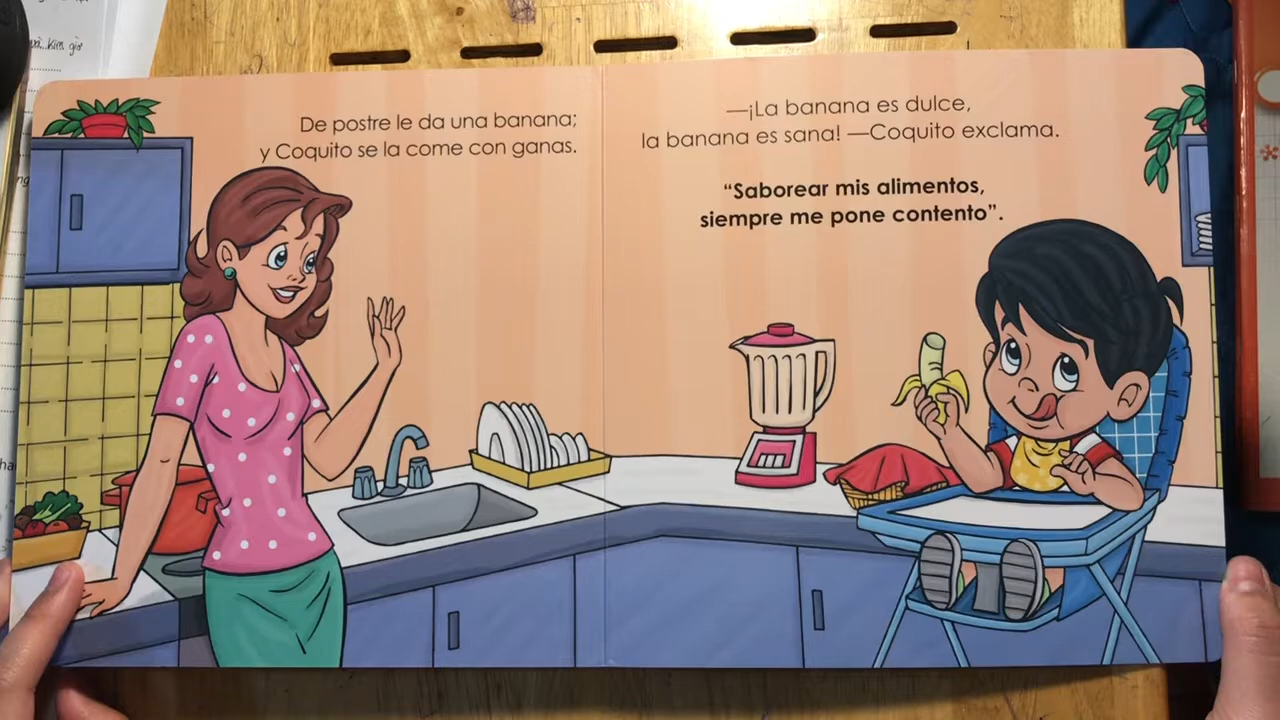 De postre le da una banana;
y Coquito se la come con ganas.
—¡La banana es dulce,
la banana es sana! —Coquito exclama.
“Saborear mis alimentos,
siempre me pone contento”.